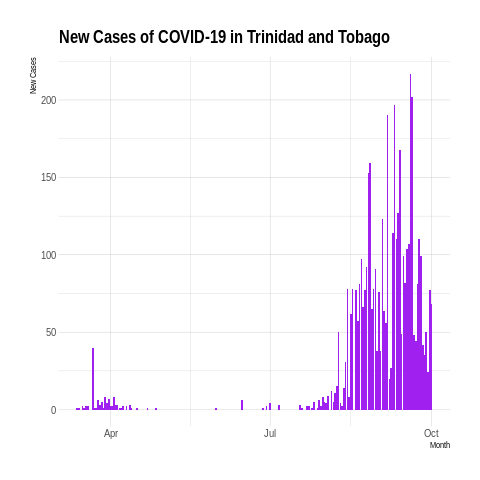 New Cases of COVID-19 in Trinidad and Tobago
New Cases
200
150
100
50
0
Apr
Jul
Oct
Month